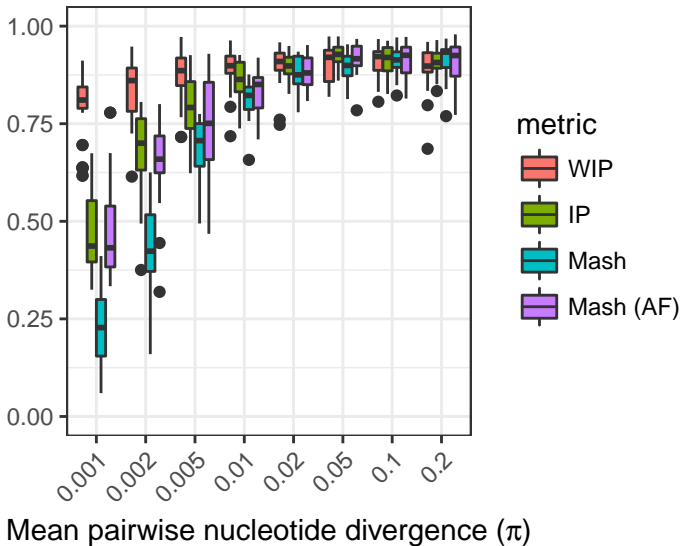 1.00
0.75
0.50
0.25
0.00
0.001
0.002
0.005
0.01
0.02
0.05
0.1
0.2
Mean pairwise nucleotide divergence (π)
metric
WIP
IP
Mash
Mash (AF)